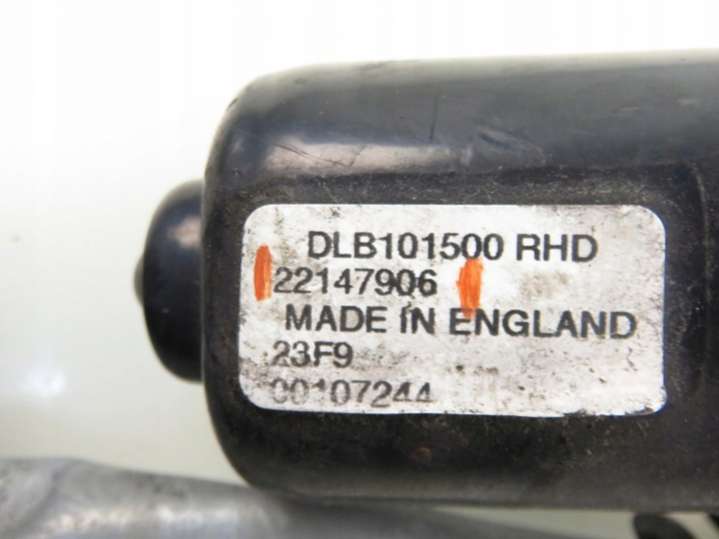 DLB101500 RHD
22147906
MADE IN ENGLAND
23F9
00107244